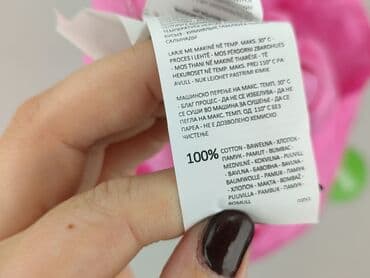 САЛЬНИЦЫ
LARJE ME MAKINË NË TEMP. MAKS. 30° C -
PROCES I LEHTË - MOS PËRDORNI ZBARDHUES
- MOS THANI NË MAKINË THARËSE - TË
HEKUROSET NË TEMP. MAKS. PREJ 110° C PA
AVULL - NUK LEJOHET PASTRIMI KIMIK
МАШИНСКО ПЕРЕЊЕ НА МАКС. ТЕМП. 30° C
- БЛАГ ПРОЦЕС - ДА НЕ СЕ ИЗБЕЛУВА - ДА НЕ
СЕ СУШИ ВО МАШИНА ЗА СУШЕЊЕ - ДА СЕ
ПЕГЛА НА МАКС. ТЕМП. ОД 110° C БЕЗ
ПАРЕА - НЕ Е ДОЗВОЛЕНО ХЕМИСКО
ЧИСТЕЊЕ
100% COTTON - BAWEŁNA - ХЛОПОК -
ПАМУК - PAMUT - BUMBAC -
MEDVILNĖ - KOKVILNA - PUUVILL
- BAVLNA - БАВОВНА - BAVLNA -
BAUMWOLLE - PAMUK - ПАМУК
- ХЛОПОК - МАКТА - BOMBAŽ -
PUUVILLA - PAMBUK - ПАМУК -
BOMULL